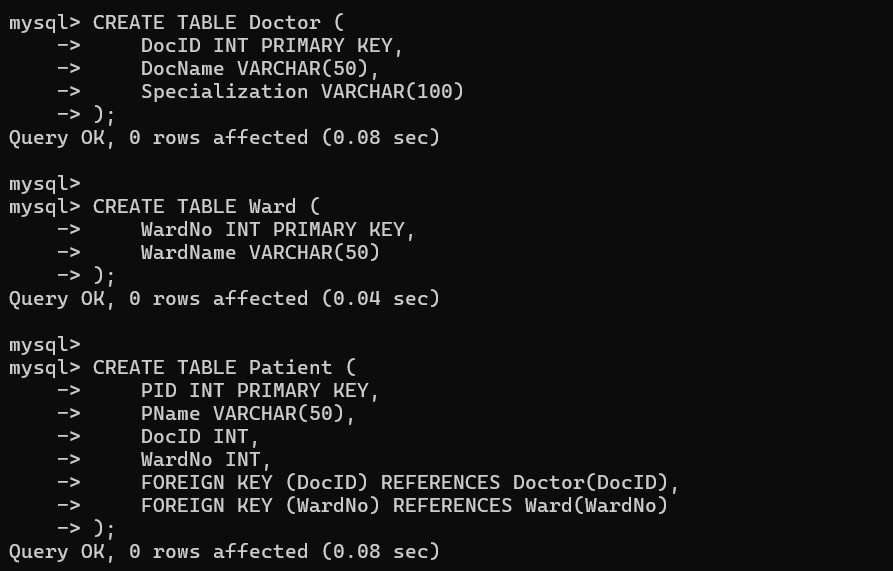 mysql> CREATE TABLE Doctor (
    ->     DocID INT PRIMARY KEY,
    ->     DocName VARCHAR(50),
    ->     Specialization VARCHAR(100)
    -> );
Query OK, 0 rows affected (0.08 sec)

mysql>
mysql> CREATE TABLE Ward (
    ->     WardNo INT PRIMARY KEY,
    ->     WardName VARCHAR(50)
    -> );
Query OK, 0 rows affected (0.04 sec)

mysql>
mysql> CREATE TABLE Patient (
    ->     PID INT PRIMARY KEY,
    ->     PName VARCHAR(50),
    ->     DocID INT,
    ->     WardNo INT,
    ->     FOREIGN KEY (DocID) REFERENCES Doctor(DocID),
    ->     FOREIGN KEY (WardNo) REFERENCES Ward(WardNo)
    -> );
Query OK, 0 rows affected (0.08 sec)